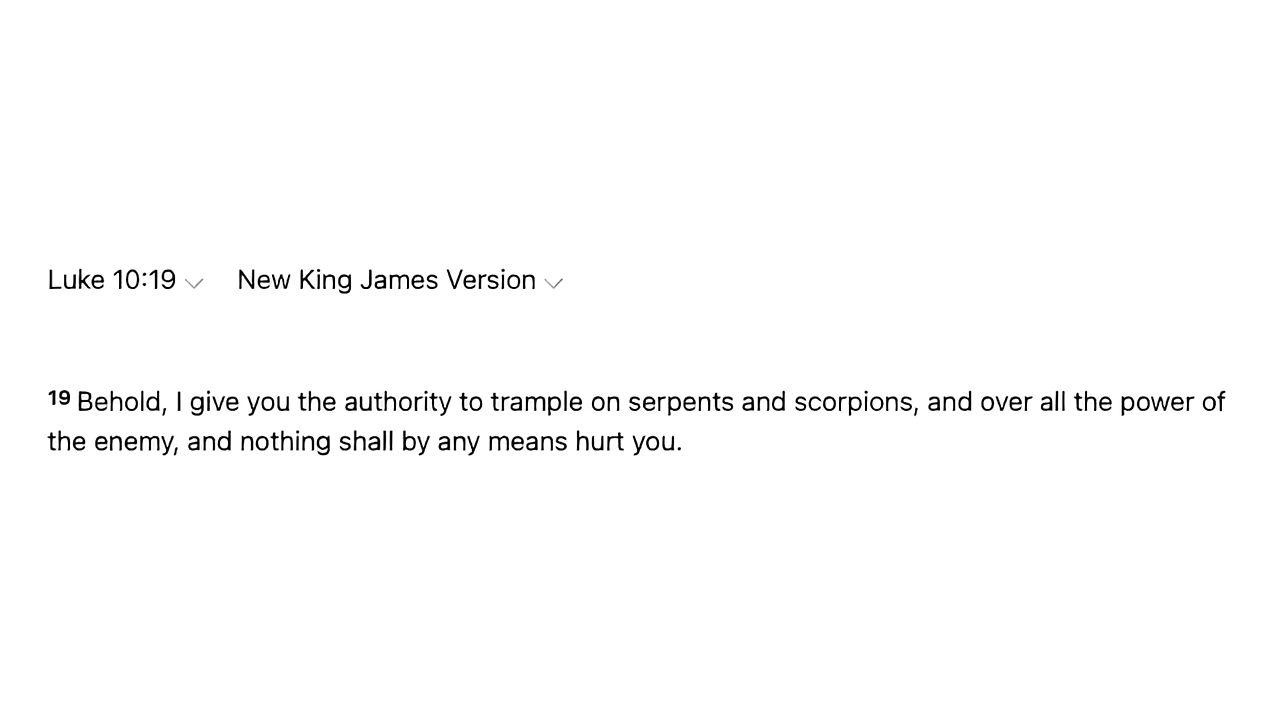 Luke 10:19 New King James Version
19 Behold, I give you the authority to trample on serpents and scorpions, and over all the power of
the enemy, and nothing shall by any means hurt you.